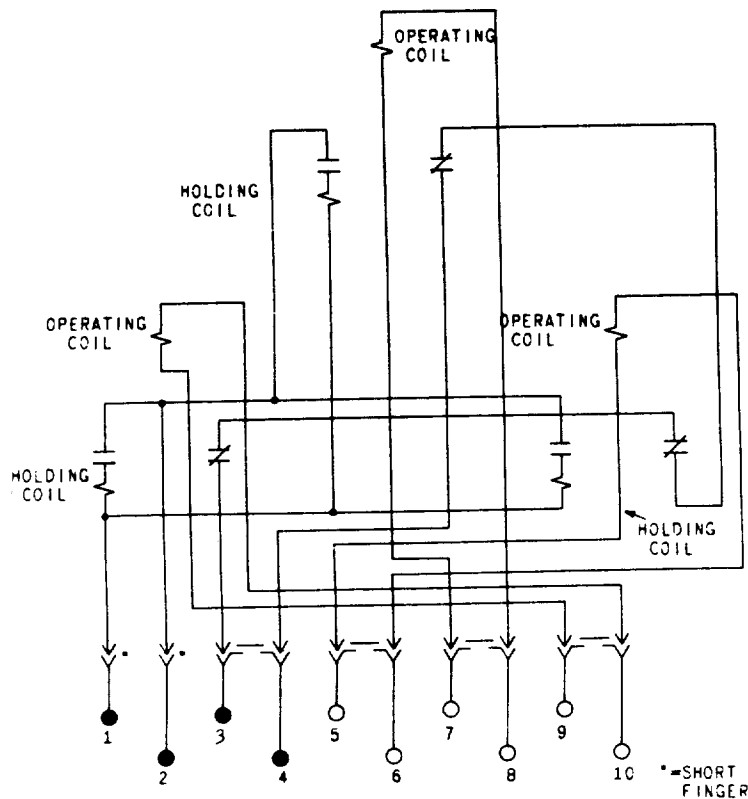 OPERATING
COIL
HOLDING
COIL
OPERATING
COIL
OPERATING
COIL
HOLDING
COIL
HOLDING
COIL
1
2
3
4
5
6
7
8
9
10
*=SHORT
FINGER